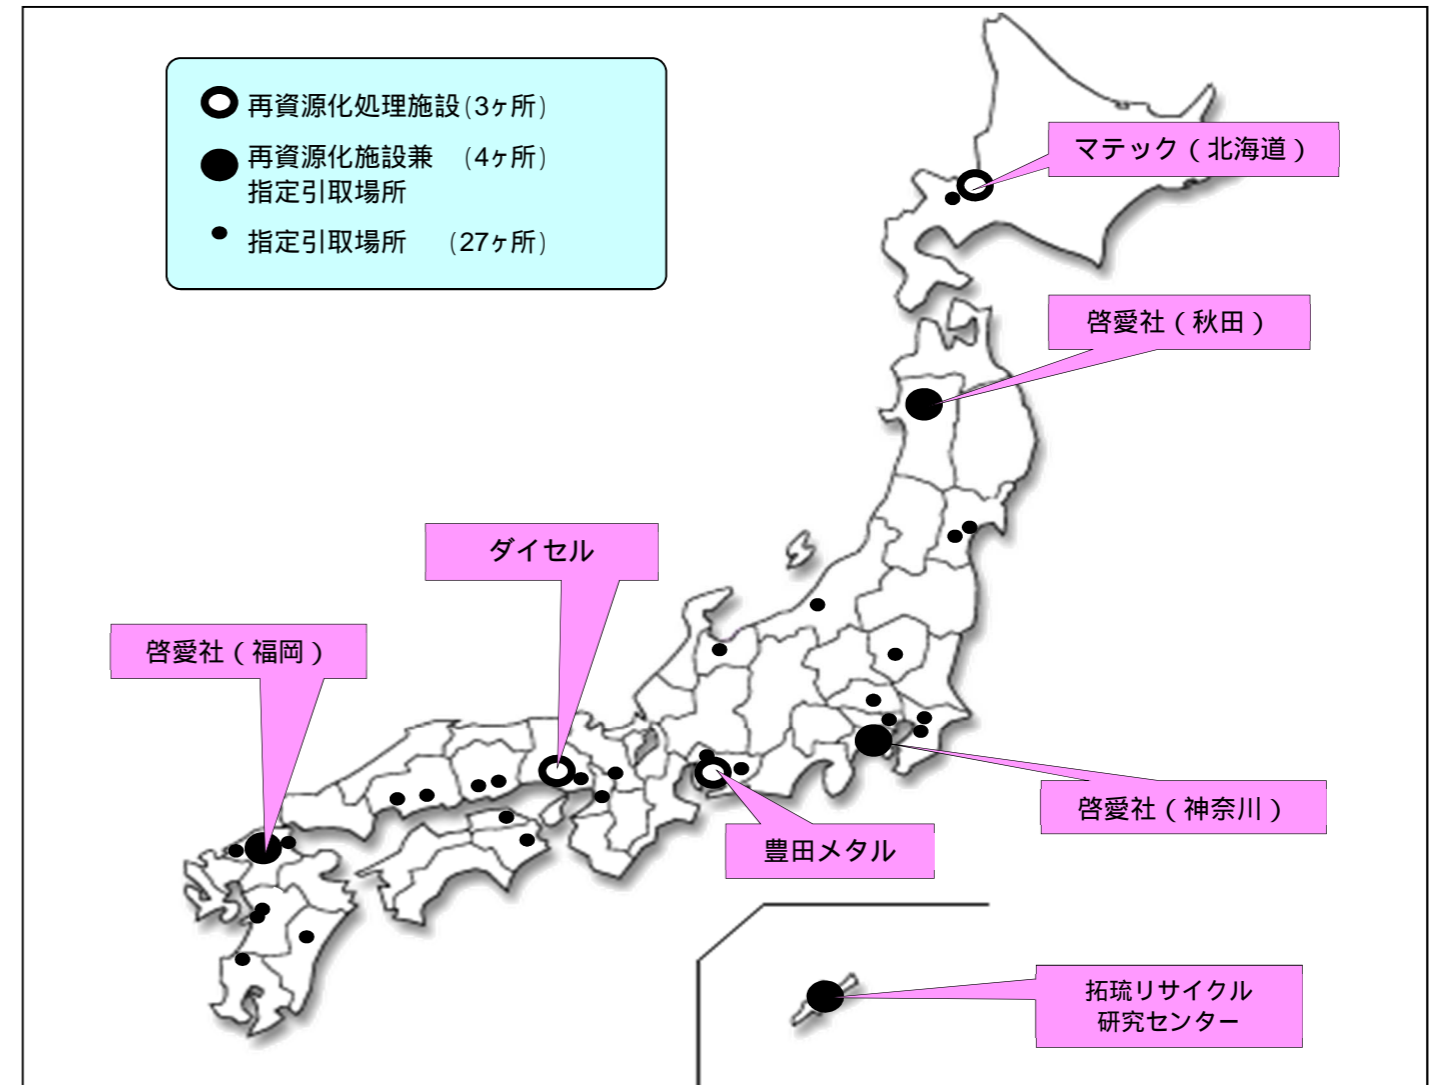 再資源化処理施設(3ヶ所)
再資源化施設兼 (4ヶ所)
指定引取場所
指定引取場所 (27ヶ所)
マテック(北海道)
啓愛社(秋田)
ダイセル
啓愛社(福岡)
啓愛社(神奈川)
豊田メタル
拓琉リサイクル
研究センター